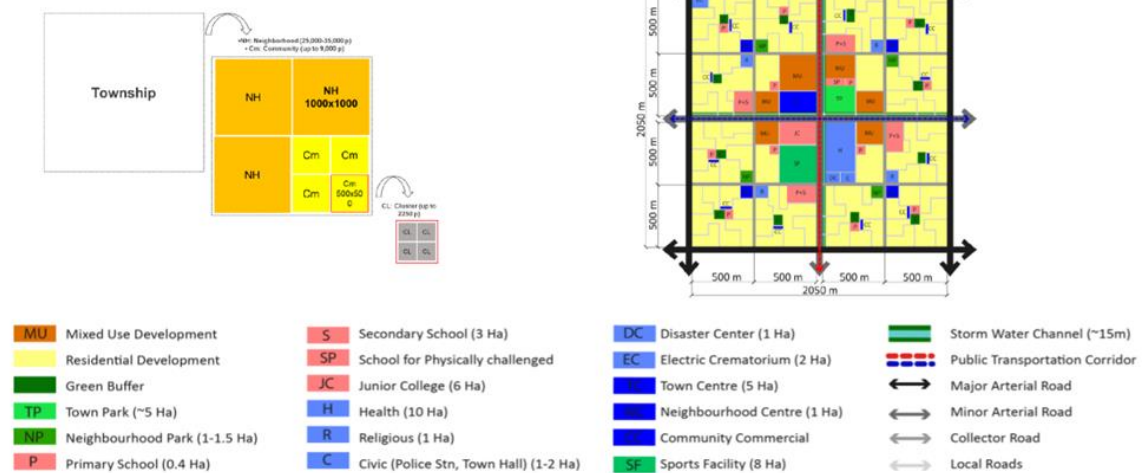 Township
•NH: Neighborhood (25,000-35,000 p)
• Cm: Community (up to 9,000 p)
NH
NH
1000x1000
NH
Cm
Cm
Cm
Cm
500x50
0
CL: Cluster (up to
2250 p)
CL
CL
CL
CL
500 m
500 m
500 m
500 m
2050 m
500 m
500 m
500 m
500 m
2050 m
P+S
MU
MU
SP
P
P+S
MU
TP
MU
MU
JC
H
MU
P+S
SF
DC
C
R
P+S
MU Mixed Use Development
Residential Development
Green Buffer
TP Town Park (~5 Ha)
NP Neighbourhood Park (1-1.5 Ha)
P Primary School (0.4 Ha)
S Secondary School (3 Ha)
SP School for Physically challenged
JC Junior College (6 Ha)
H Health (10 Ha)
R Religious (1 Ha)
C Civic (Police Stn, Town Hall) (1-2 Ha)
DC Disaster Center (1 Ha)
EC Electric Crematorium (2 Ha)
Town Centre (5 Ha)
Neighbourhood Centre (1 Ha)
Community Commercial
SF Sports Facility (8 Ha)
Storm Water Channel (~15m)
Public Transportation Corridor
Major Arterial Road
Minor Arterial Road
Collector Road
Local Roads